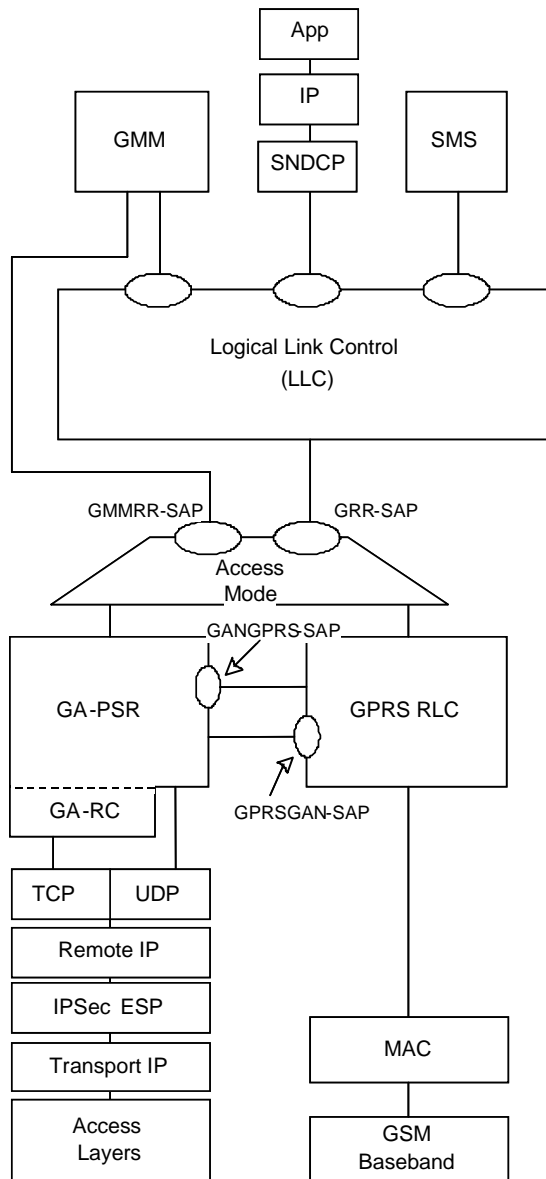 App
IP
GMM
SNDCP
SMS
Logical Link Control
(LLC)
GMMRR-SAP
GRR-SAP
Access
Mode
GANGPRS-SAP
GA-PSR
GPRS RLC
GA-RC
GPRSGAN-SAP
TCP
UDP
Remote IP
IPSec ESP
Transport IP
MAC
Access
Layers
GSM
Baseband